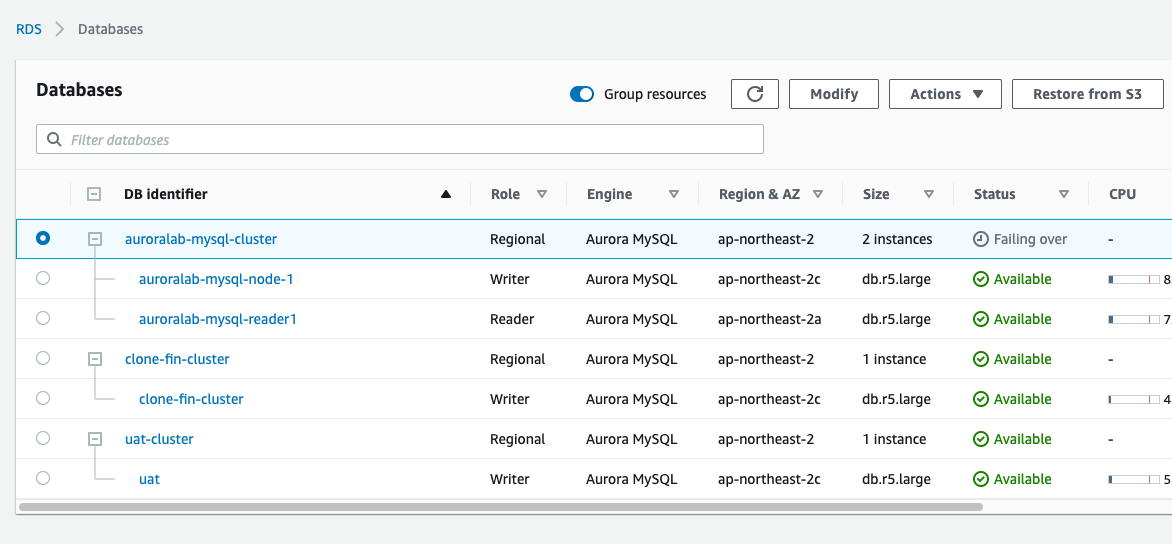 RDS > Databases
Databases Group resources Modify Actions Restore from S3
Filter databases
DB identifier Role Engine Region & AZ Size Status CPU
auroralab-mysql-cluster Regional Aurora MySQL ap-northeast-2 2 instances Failing over -
auroralab-mysql-node-1 Writer Aurora MySQL ap-northeast-2c db.r5.large Available 8
auroralab-mysql-reader1 Reader Aurora MySQL ap-northeast-2a db.r5.large Available 7
clone-fin-cluster Regional Aurora MySQL ap-northeast-2 1 instance Available -
clone-fin-cluster Writer Aurora MySQL ap-northeast-2c db.r5.large Available 4
uat-cluster Regional Aurora MySQL ap-northeast-2 1 instance Available -
uat Writer Aurora MySQL ap-northeast-2c db.r5.large Available 5